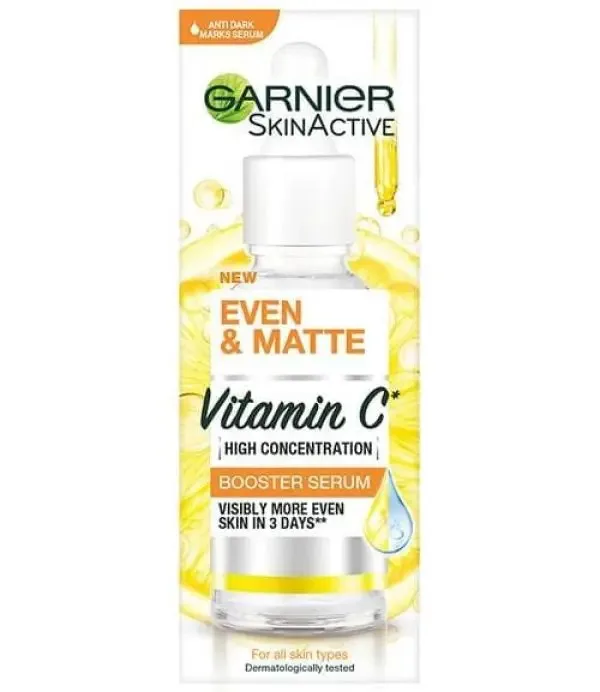 ANTI DARK
MARKS SERUM
GARNIER
SKINACTIVE
NEW
EVEN
& MATTE
Vitamin C*
HIGH CONCENTRATION
BOOSTER SERUM
VISIBLY MORE EVEN
SKIN IN 3 DAYS**
For all skin types
Dermatologically tested